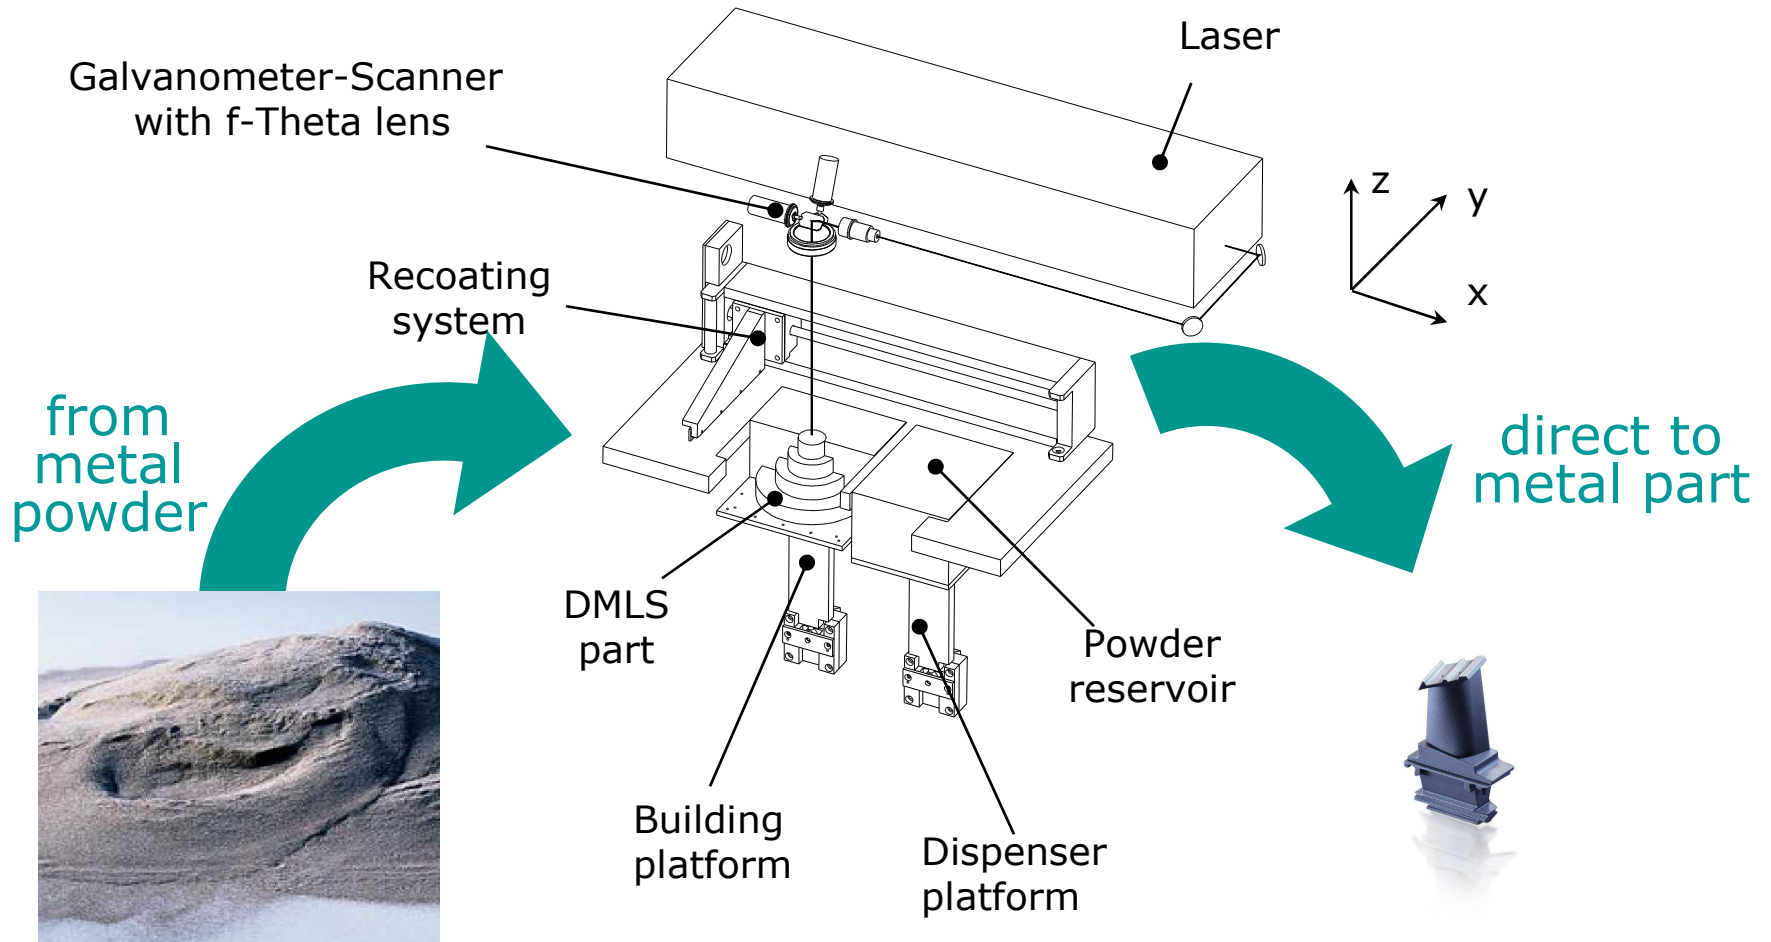 Laser
Galvanometer-Scanner
with f-Theta lens
z
y
x
Recoating
system
from
metal
powder
direct to
metal part
DMLS
part
Powder
reservoir
Building
platform
Dispenser
platform